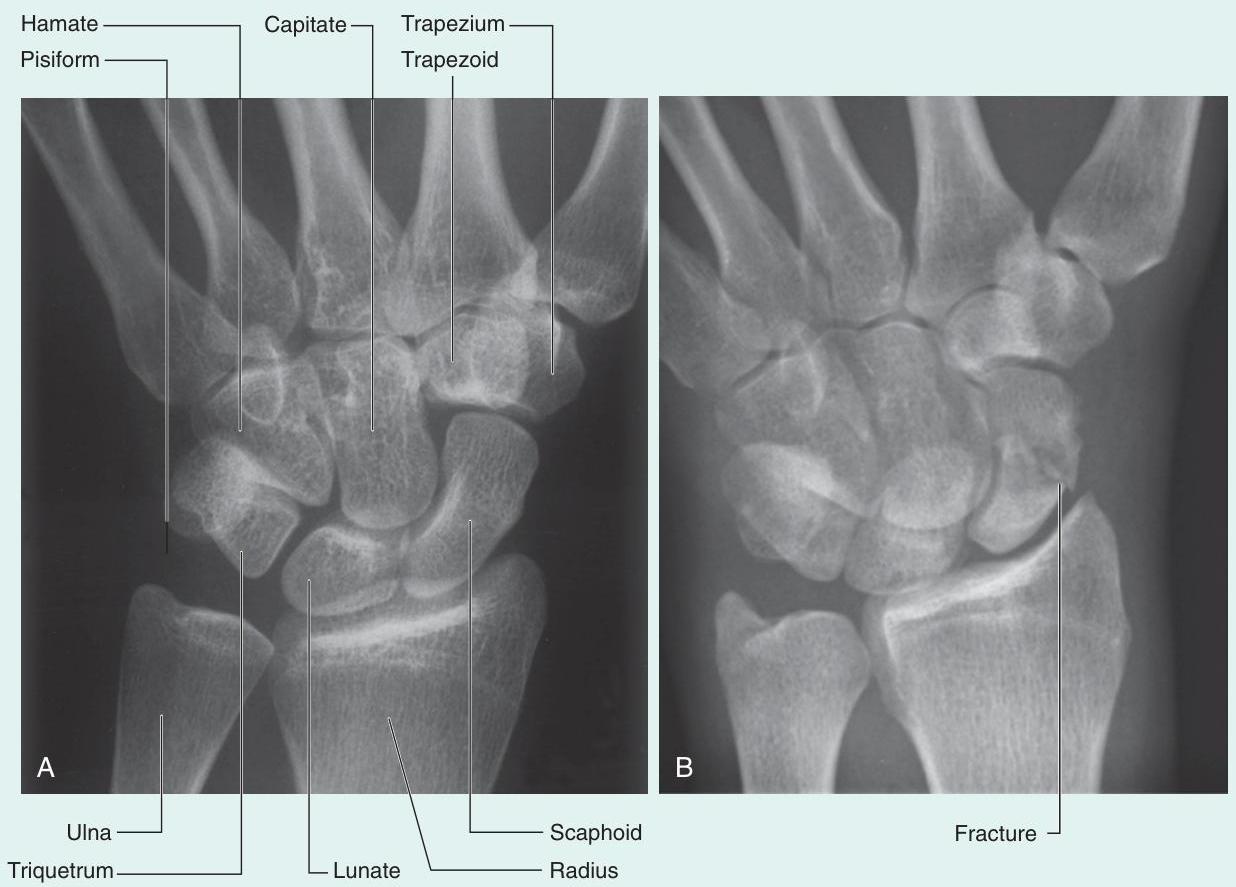 Hamate
Capitate
Trapezium
Pisiform
Trapezoid
A
B
Ulna
Scaphoid
Fracture
Triquetrum
Lunate
Radius